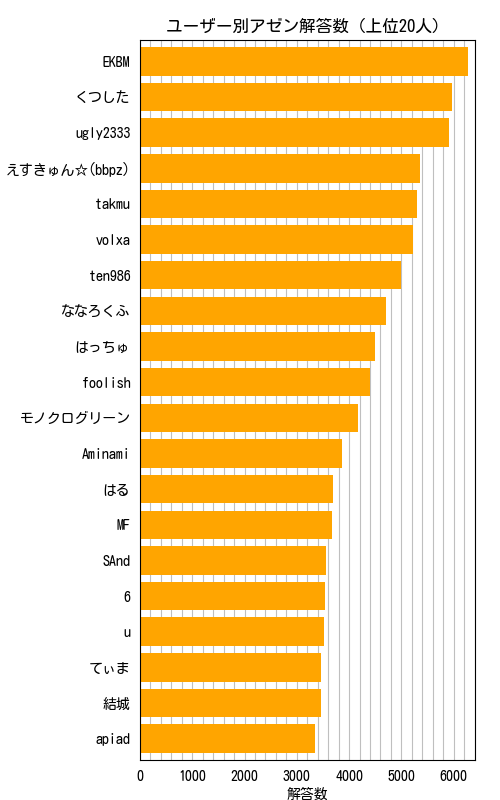 ユーザー別アゼン解答数 (上位20人)
EKBM
くつした
ugly2333
えすきゅん☆(bbpz)
takmu
volxa
ten986
ななろくふ
はっちゅ
foolish
モノクログリーン
Aminami
はる
MF
SAnd
6
u
てぃま
結城
apiad
0 1000 2000 3000 4000 5000 6000
解答数